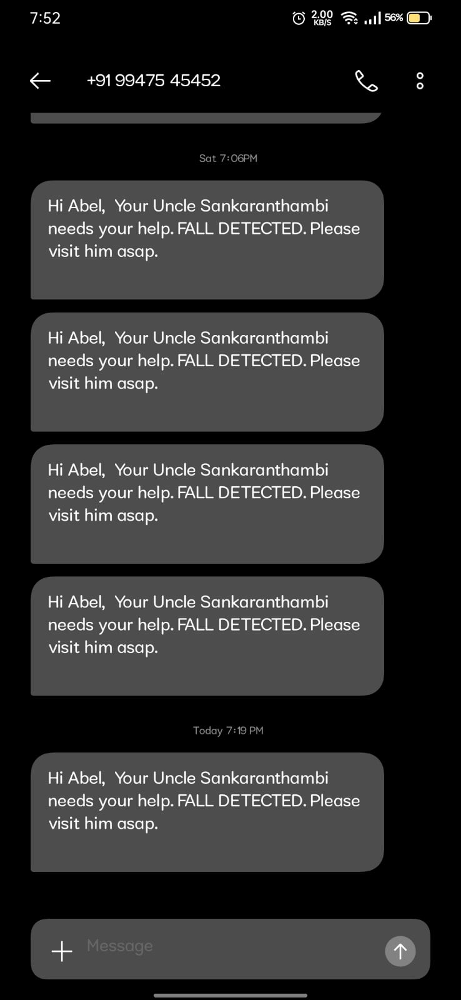 7:52
2.00
KB/S
56%
+91 99475 45452
Sat 7:06PM
Hi Abel,  Your Uncle Sankaranthambi
needs your help. FALL DETECTED. Please
visit him asap.
Hi Abel,  Your Uncle Sankaranthambi
needs your help. FALL DETECTED. Please
visit him asap.
Hi Abel,  Your Uncle Sankaranthambi
needs your help. FALL DETECTED. Please
visit him asap.
Hi Abel,  Your Uncle Sankaranthambi
needs your help. FALL DETECTED. Please
visit him asap.
Today 7:19 PM
Hi Abel,  Your Uncle Sankaranthambi
needs your help. FALL DETECTED. Please
visit him asap.
Message